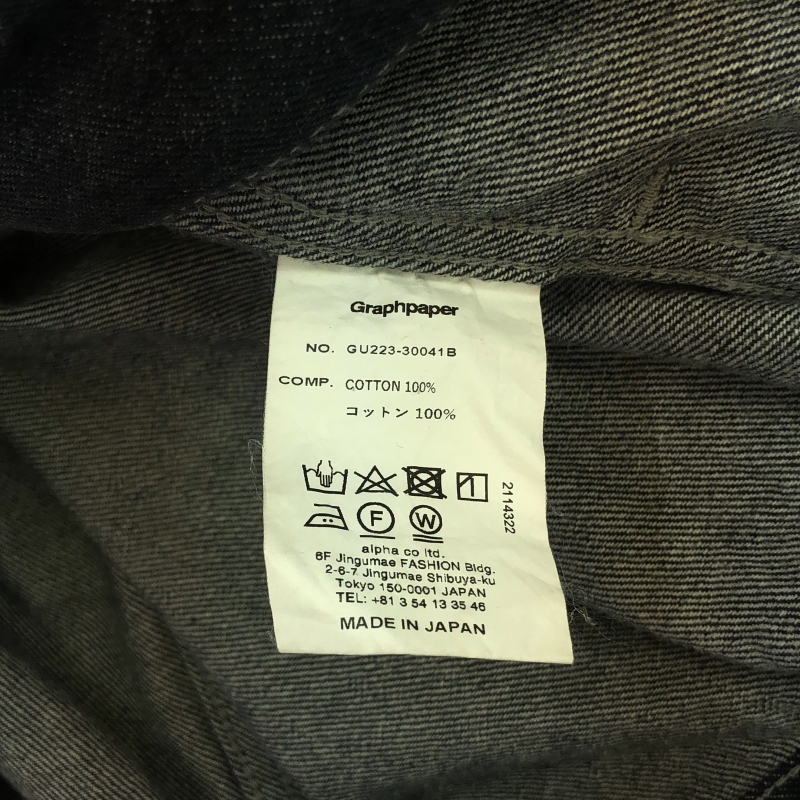 Graphpaper
NO. GU223-30041B
COMP. COTTON 100%
コットン 100%
2114322
F W
alpha co ltd.
6F Jingumae FASHION Bldg.
2-6-7 Jingumae Shibuya-ku
Tokyo 150-0001 JAPAN
TEL: +81 3 54 13 35 46
MADE IN JAPAN